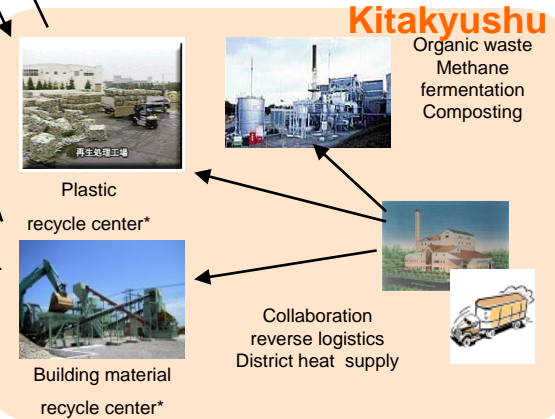 Kitakyushu
Organic waste
Methane
fermentation
Composting
再生処理工場
Plastic
recycle center*
Collaboration
reverse logistics
District heat supply
Building material
recycle center*